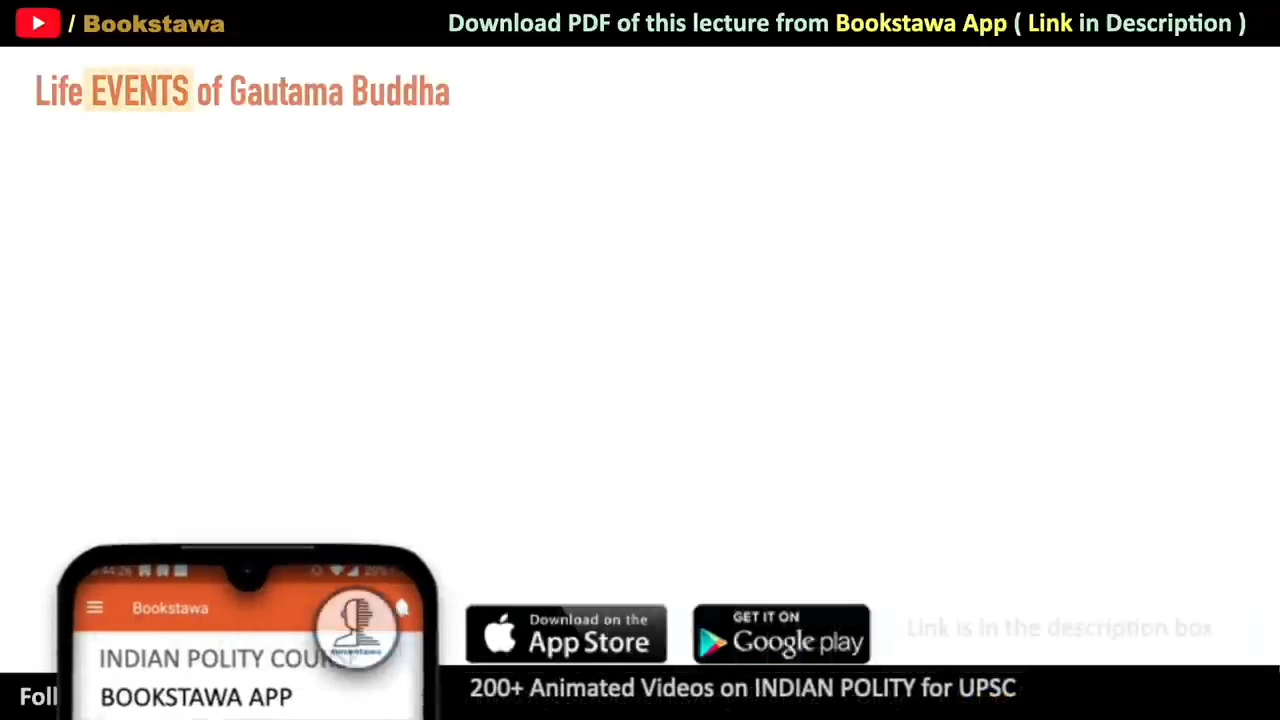 / Bookstawa
Download PDF of this lecture from Bookstawa App ( Link in Description )
Life EVENTS of Gautama Buddha
Bookstawa
INDIAN POLITY COUR
BOOKSTAWA APP
Download on the
App Store
GET IT ON
Google play
Link is in the description box
Foll
200+ Animated Videos on INDIAN POLITY for UPSC